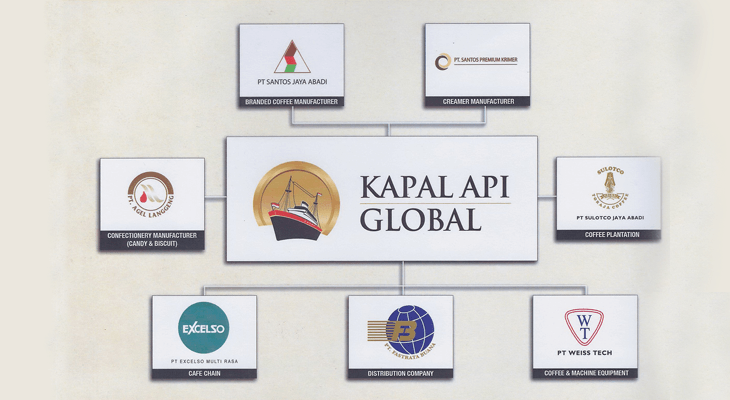 PT SANTOS JAYA ABADI
BRANDED COFFEE MANUFACTURER
PT. SANTOS PREMIUM KRIMER
CREAMER MANUFACTURER
PT. AGEL LANGGENG
CONFECTIONERY MANUFACTURER
(CANDY & BISCUIT)
KAPAL API
GLOBAL
SULOTCO
TORAJA COFFEE
PT SULOTCO JAYA ABADI
COFFEE PLANTATION
EXCELSO
PT EXCELSO MULTI RASA
CAFE CHAIN
PT. FASTRATA BUANA
DISTRIBUTION COMPANY
WT
PT WEISS TECH
COFFEE & MACHINE EQUIPMENT